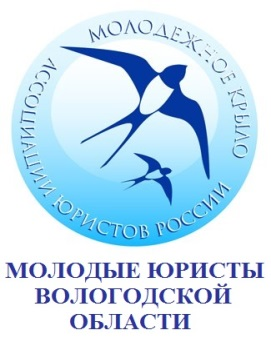 МОЛОДЕЖНОЕ КРЫЛО
АССОЦИАЦИИ ЮРИСТОВ РОССИИ
МОЛОДЫЕ ЮРИСТЫ
ВОЛОГОДСКОЙ
ОБЛАСТИ